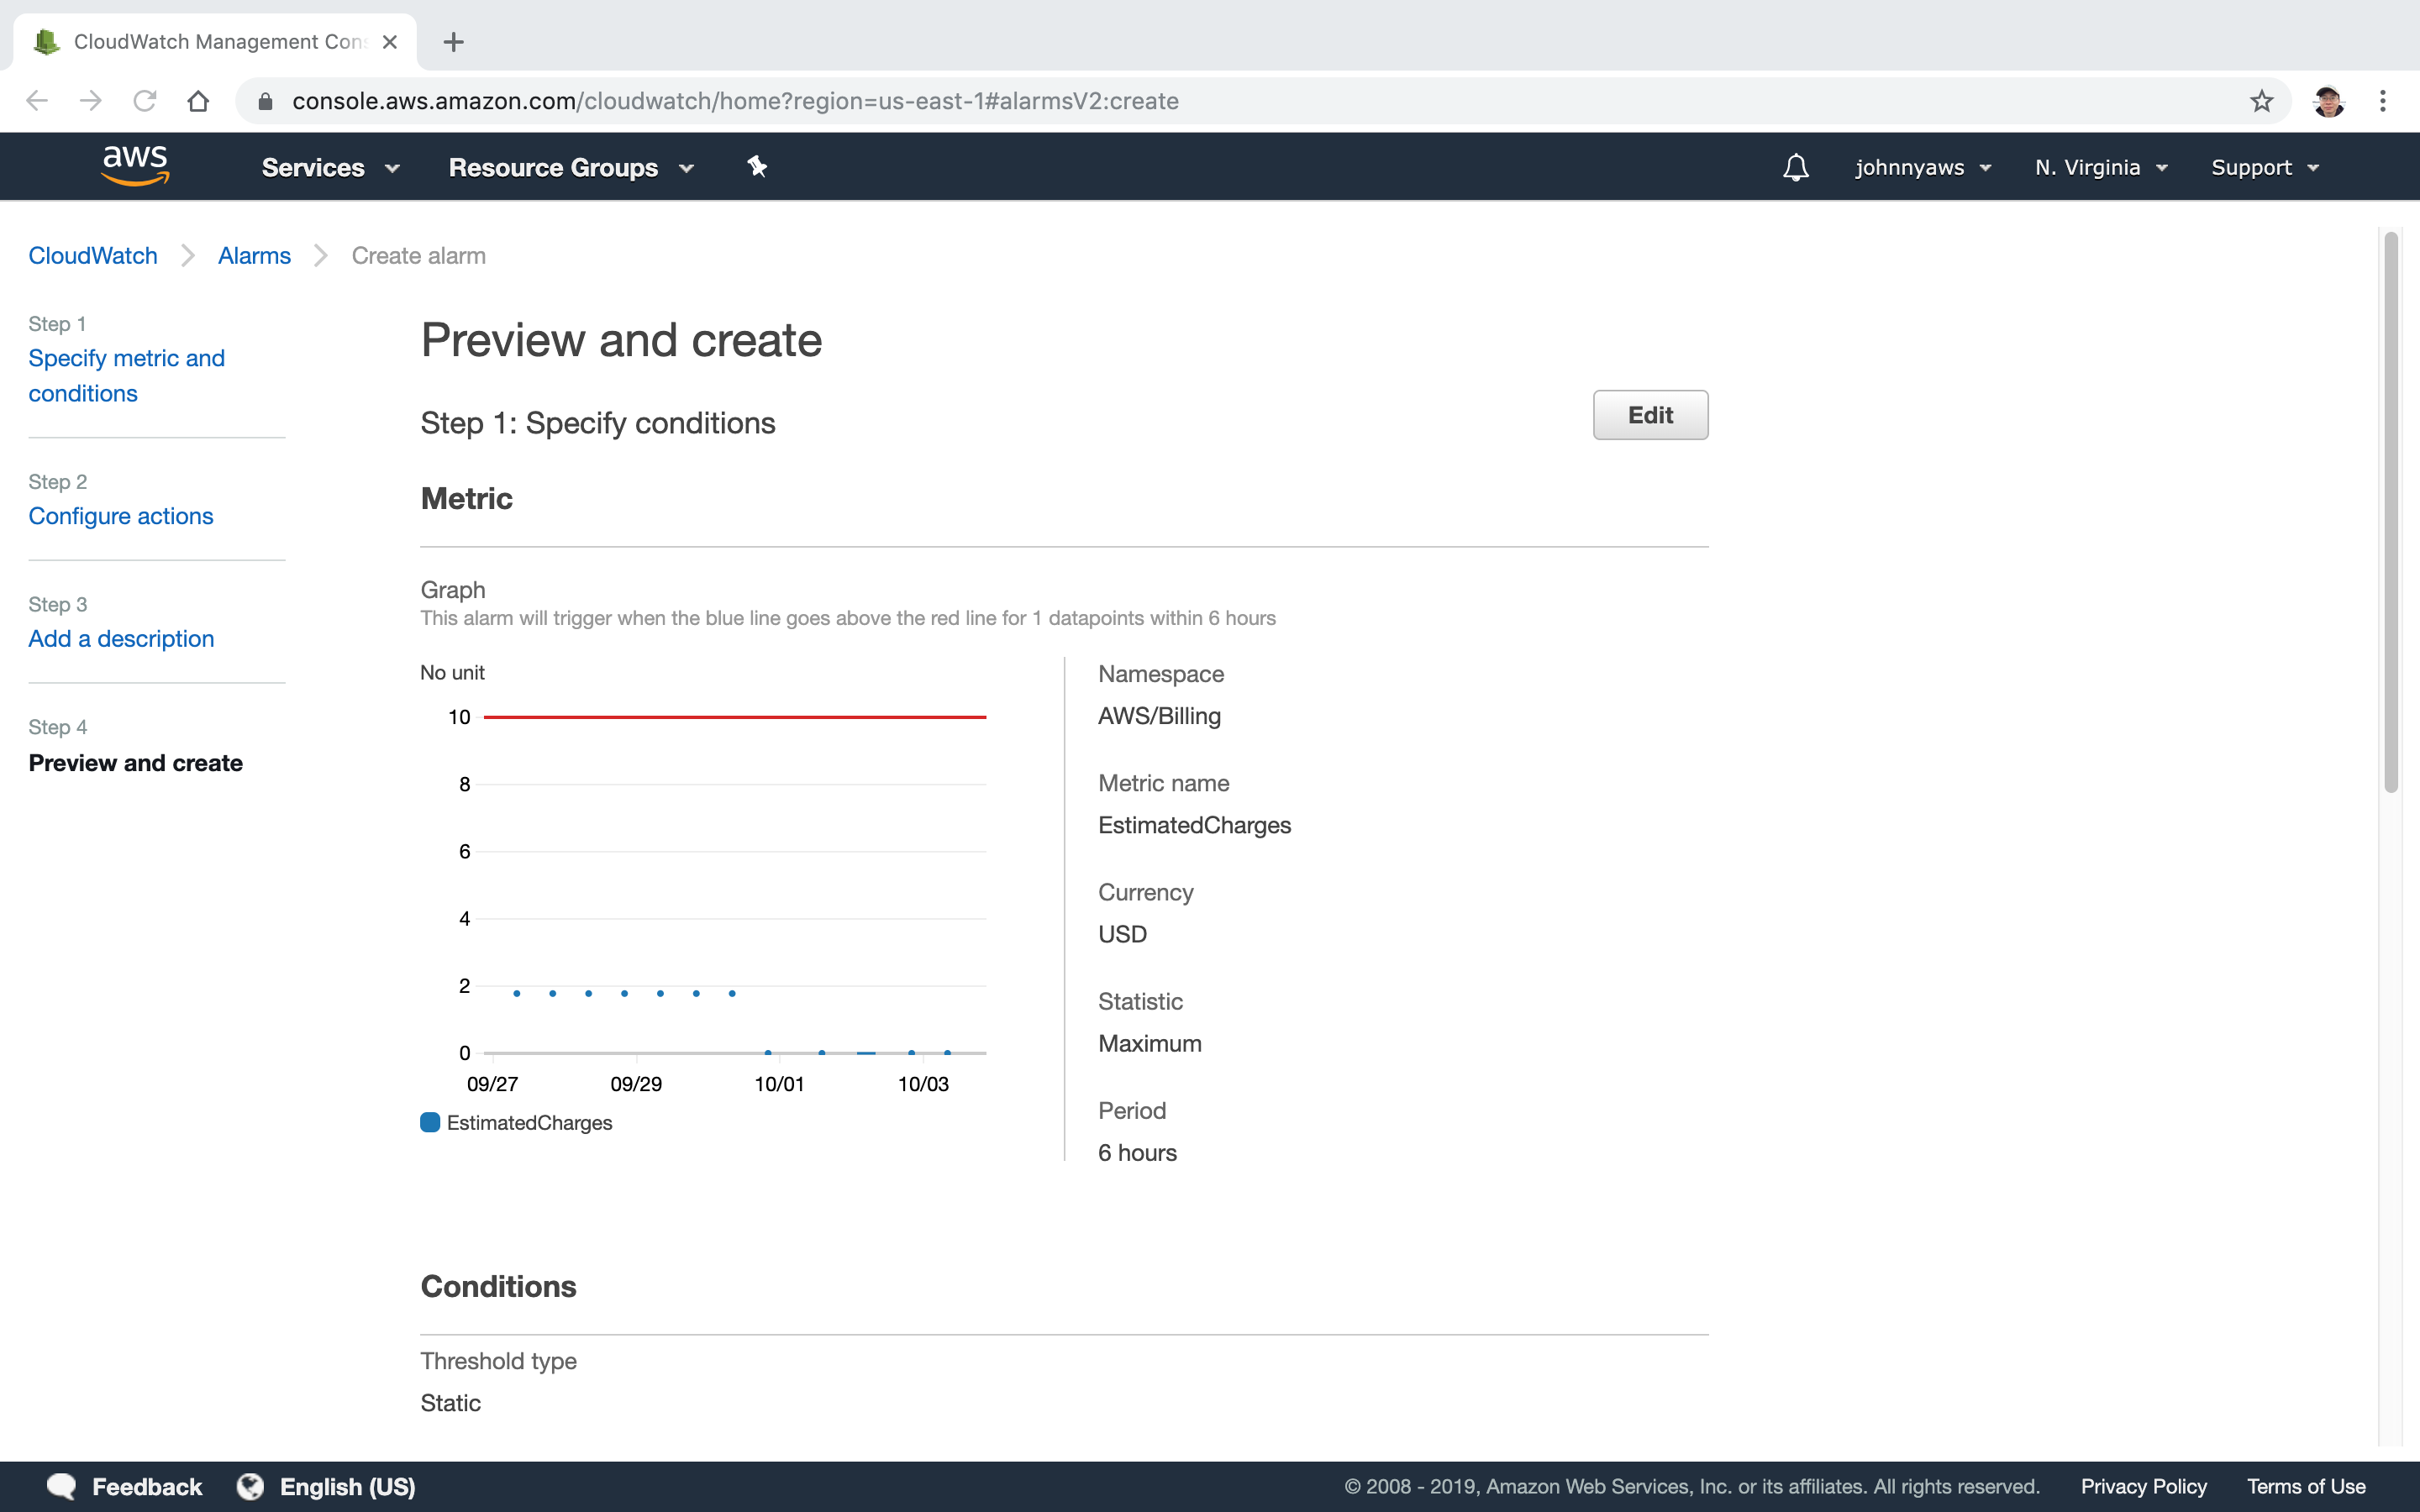 CloudWatch Management Con
console.aws.amazon.com/cloudwatch/home?region=us-east-1#alarmsV2:create
aws Services Resource Groups johnnyaws N. Virginia Support
CloudWatch Alarms Create alarm
Step 1
Specify metric and
conditions
Step 2
Configure actions
Step 3
Add a description
Step 4
Preview and create
Preview and create
Step 1: Specify conditions
Edit
Metric
Graph
This alarm will trigger when the blue line goes above the red line for 1 datapoints within 6 hours
No unit
10
8
6
4
2
0
09/27 09/29 10/01 10/03
EstimatedCharges
Namespace
AWS/Billing
Metric name
EstimatedCharges
Currency
USD
Statistic
Maximum
Period
6 hours
Conditions
Threshold type
Static
Feedback English (US) © 2008 - 2019, Amazon Web Services, Inc. or its affiliates. All rights reserved. Privacy Policy Terms of Use